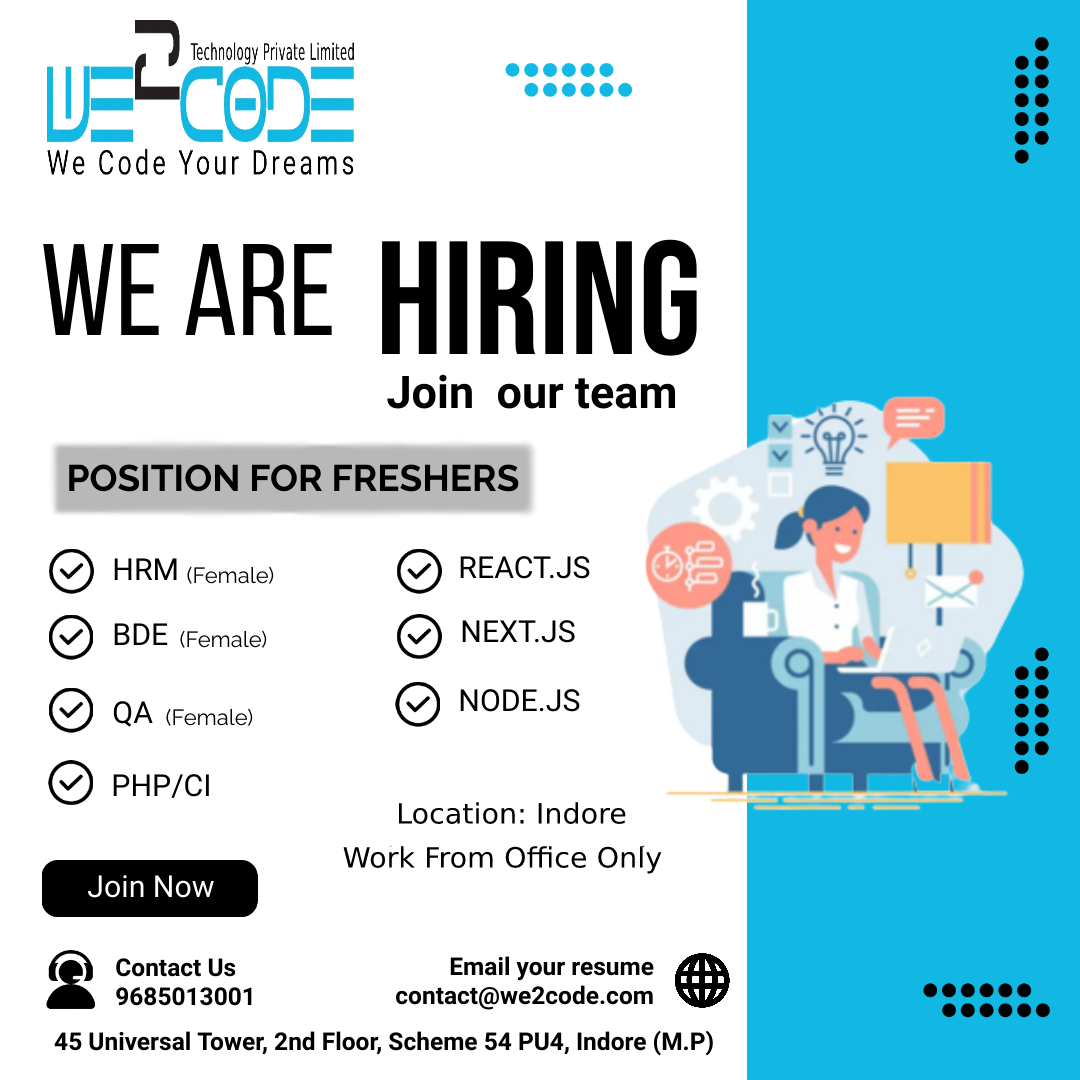 Technology Private Limited
WE2CODE
We Code Your Dreams
WE ARE HIRING
Join our team
POSITION FOR FRESHERS
HRM (Female)
BDE (Female)
QA (Female)
PHP/CI
REACT.JS
NEXT.JS
NODE.JS
Location: Indore
Work From Office Only
Join Now
Contact Us
9685013001
Email your resume
contact@we2code.com
45 Universal Tower, 2nd Floor, Scheme 54 PU4, Indore (M.P)